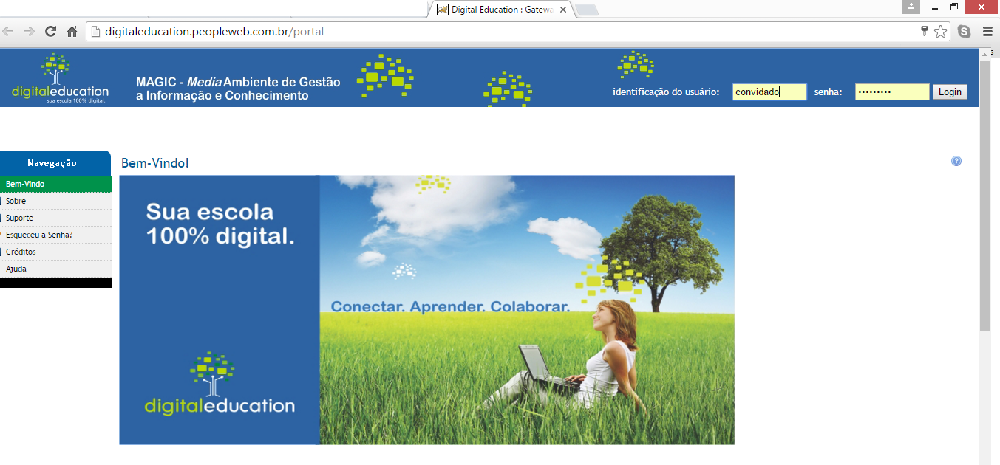 Digital Education : Gatewa
digitaleducation.peopleweb.com.br/portal
digitaleducation
sua escola 100% digital.
MAGIC - Media Ambiente de Gestão
a Informação e Conhecimento
identificação do usuário: convidado senha: ••••••••• Login
Navegação
Bem-Vindo
Sobre
Suporte
Esqueceu a Senha?
Créditos
Ajuda
Bem-Vindo!
Sua escola
100% digital.
Conectar. Aprender. Colaborar.
digitaleducation